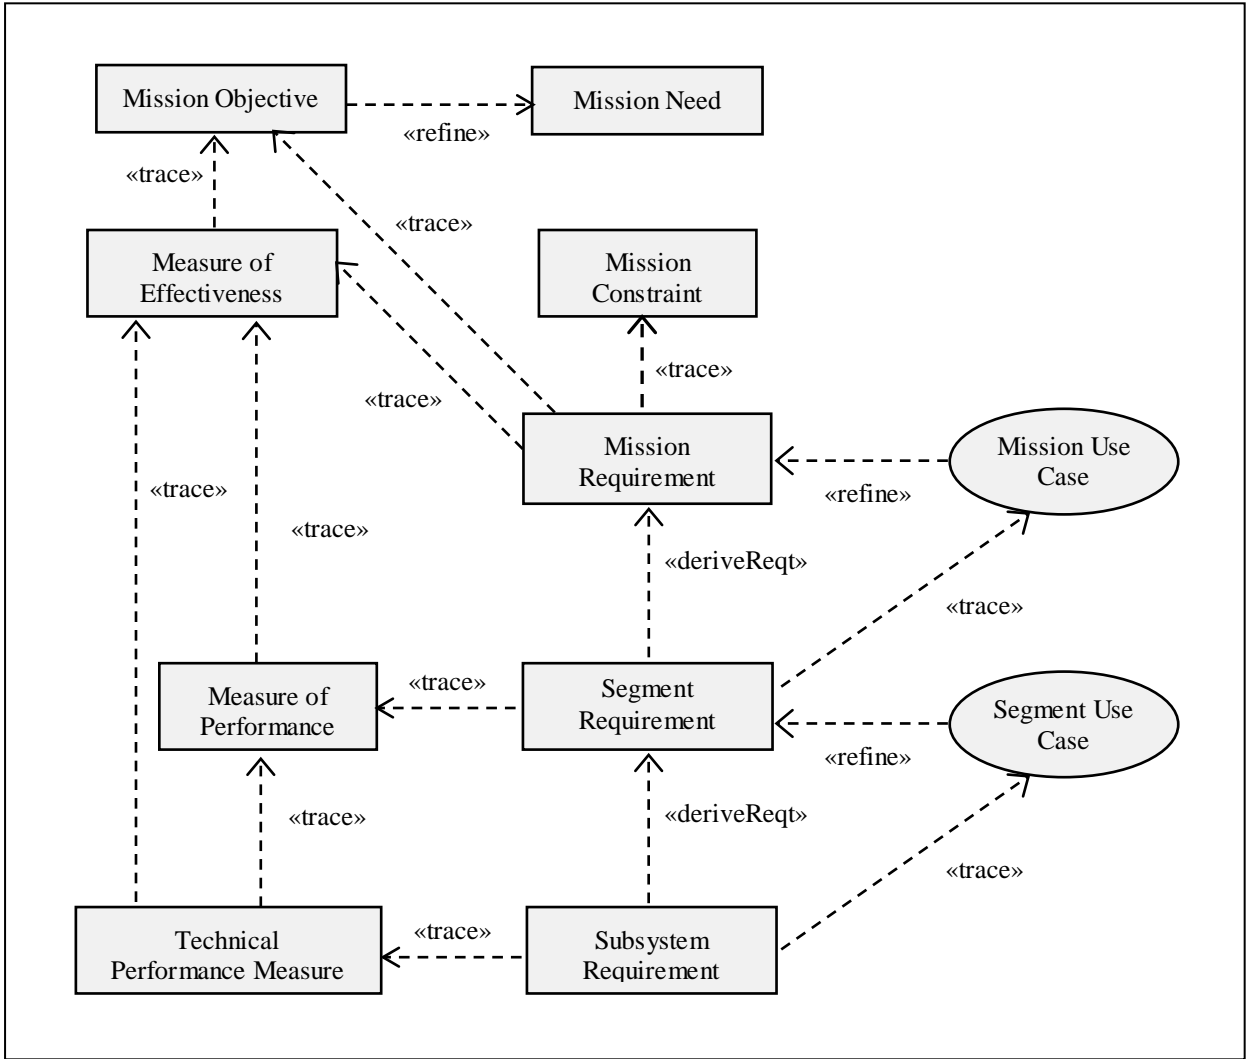 Mission Objective
Mission Need
«refine»
«trace»
«trace»
Measure of
Effectiveness
Mission
Constraint
«trace»
«trace»
Mission
Requirement
Mission Use
Case
«refine»
«trace»
«trace»
«deriveReqt»
«trace»
Measure of
Performance
«trace»
Segment
Requirement
Segment Use
Case
«refine»
«trace»
«deriveReqt»
«trace»
Technical
Performance Measure
«trace»
Subsystem
Requirement